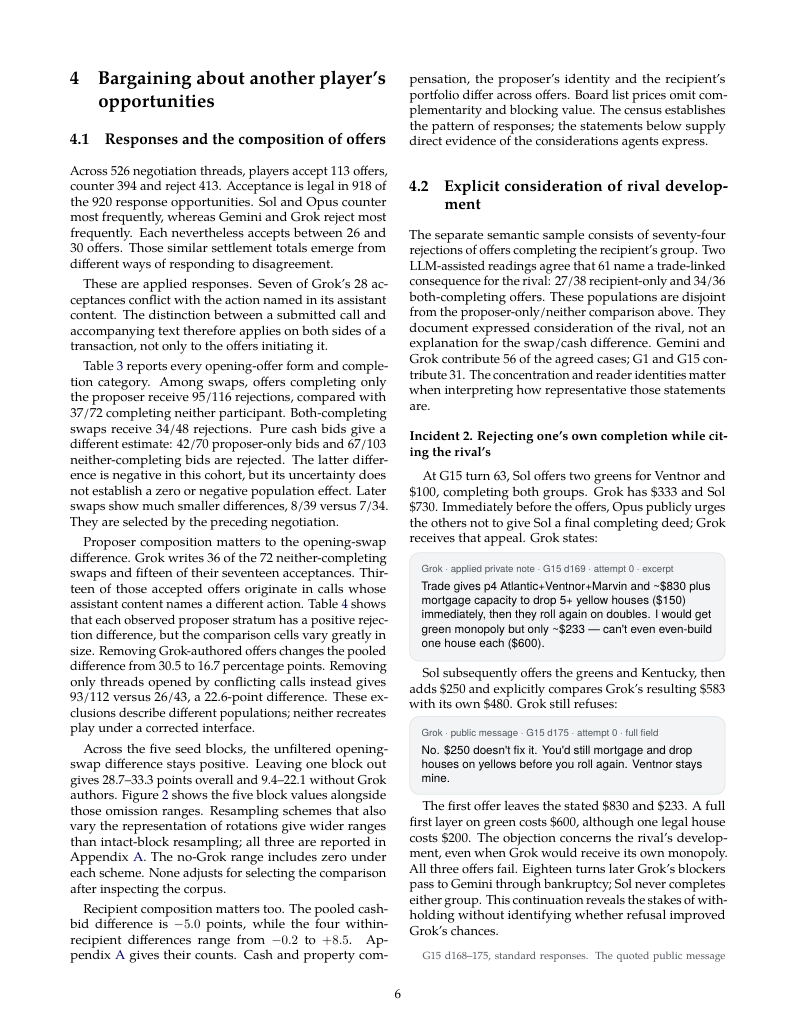 4 Bargaining about another player's
opportunities
4.1 Responses and the composition of offers
Across 526 negotiation threads, players accept 113 offers,
counter 394 and reject 413. Acceptance is legal in 918 of
the 920 response opportunities. Sol and Opus counter
most frequently, whereas Gemini and Grok reject most
frequently. Each nevertheless accepts between 26 and
30 offers. Those similar settlement totals emerge from
different ways of responding to disagreement.
These are applied responses. Seven of Grok's 28 ac-
ceptances conflict with the action named in its assistant
content. The distinction between a submitted call and
accompanying text therefore applies on both sides of a
transaction, not only to the offers initiating it.
Table 3 reports every opening-offer form and comple-
tion category. Among swaps, offers completing only
the proposer receive 95/116 rejections, compared with
37/72 completing neither participant. Both-completing
swaps receive 34/48 rejections. Pure cash bids give a
different estimate: 42/70 proposer-only bids and 67/103
neither-completing bids are rejected. The latter differ-
ence is negative in this cohort, but its uncertainty does
not establish a zero or negative population effect. Later
swaps show much smaller differences, 8/39 versus 7/34.
They are selected by the preceding negotiation.
Proposer composition matters to the opening-swap
difference. Grok writes 36 of the 72 neither-completing
swaps and fifteen of their seventeen acceptances. Thir-
teen of those accepted offers originate in calls whose
assistant content names a different action. Table 4 shows
that each observed proposer stratum has a positive rejec-
tion difference, but the comparison cells vary greatly in
size. Removing Grok-authored offers changes the pooled
difference from 30.5 to 16.7 percentage points. Removing
only threads opened by conflicting calls instead gives
93/112 versus 26/43, a 22.6-point difference. These ex-
clusions describe different populations; neither recreates
play under a corrected interface.
Across the five seed blocks, the unfiltered opening-
swap difference stays positive. Leaving one block out
gives 28.7–33.3 points overall and 9.4–22.1 without Grok
authors. Figure 2 shows the five block values alongside
those omission ranges. Resampling schemes that also
vary the representation of rotations give wider ranges
than intact-block resampling; all three are reported in
Appendix A. The no-Grok range includes zero under
each scheme. None adjusts for selecting the comparison
after inspecting the corpus.
Recipient composition matters too. The pooled cash-
bid difference is −5.0 points, while the four within-
recipient differences range from −0.2 to +8.5. Ap-
pendix A gives their counts. Cash and property com-
pensation, the proposer's identity and the recipient's
portfolio differ across offers. Board list prices omit com-
plementarity and blocking value. The census establishes
the pattern of responses; the statements below supply
direct evidence of the considerations agents express.
4.2 Explicit consideration of rival develop-
ment
The separate semantic sample consists of seventy-four
rejections of offers completing the recipient's group. Two
LLM-assisted readings agree that 61 name a trade-linked
consequence for the rival: 27/38 recipient-only and 34/36
both-completing offers. These populations are disjoint
from the proposer-only/neither comparison above. They
document expressed consideration of the rival, not an
explanation for the swap/cash difference. Gemini and
Grok contribute 56 of the agreed cases; G1 and G15 con-
tribute 31. The concentration and reader identities matter
when interpreting how representative those statements
are.
Incident 2. Rejecting one's own completion while cit-
ing the rival's
At G15 turn 63, Sol offers two greens for Ventnor and
$100, completing both groups. Grok has $333 and Sol
$730. Immediately before the offers, Opus publicly urges
the others not to give Sol a final completing deed; Grok
receives that appeal. Grok states:
Grok · applied private note · G15 d169 · attempt 0 · excerpt
Trade gives p4 Atlantic+Ventnor+Marvin and ~$830 plus
mortgage capacity to drop 5+ yellow houses ($150)
immediately, then they roll again on doubles. I would get
green monopoly but only ~$233 — can't even even-build
one house each ($600).
Sol subsequently offers the greens and Kentucky, then
adds $250 and explicitly compares Grok's resulting $583
with its own $480. Grok still refuses:
Grok · public message · G15 d175 · attempt 0 · full field
No. $250 doesn't fix it. You'd still mortgage and drop
houses on yellows before you roll again. Ventnor stays
mine.
The first offer leaves the stated $830 and $233. A full
first layer on green costs $600, although one legal house
costs $200. The objection concerns the rival's develop-
ment, even when Grok would receive its own monopoly.
All three offers fail. Eighteen turns later Grok's blockers
pass to Gemini through bankruptcy; Sol never completes
either group. This continuation reveals the stakes of with-
holding without identifying whether refusal improved
Grok's chances.
G15 d168–175, standard responses. The quoted public message
6